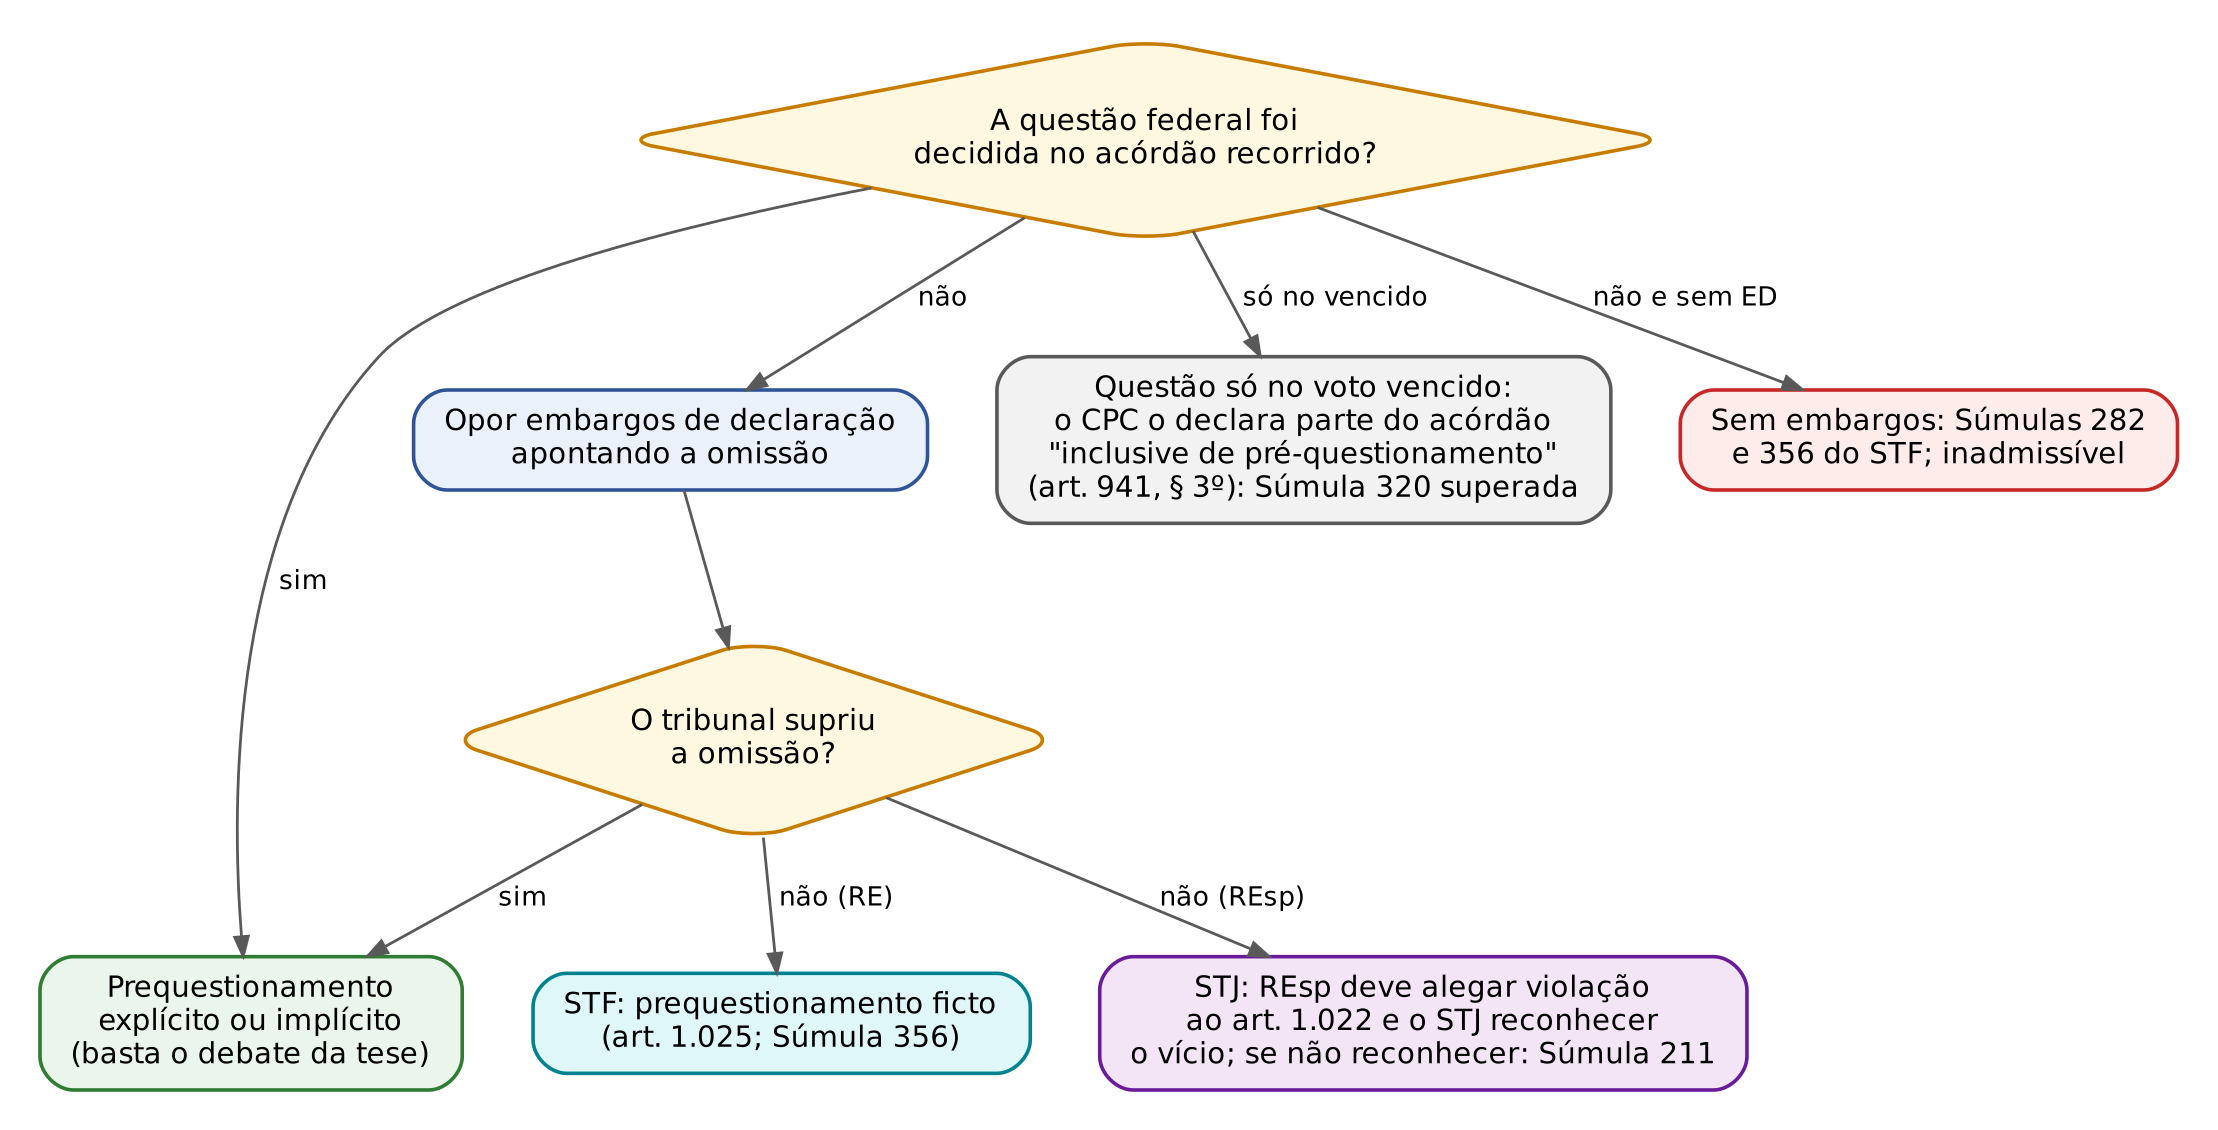 A questão federal foi
decidida no acórdão recorrido?
não
só no vencido
não e sem ED
Opor embargos de declaração
apontando a omissão
Questão só no voto vencido:
o CPC o declara parte do acórdão
"inclusive de pré-questionamento"
(art. 941, § 3º): Súmula 320 superada
Sem embargos: Súmulas 282
e 356 do STF; inadmissível
sim
O tribunal supriu
a omissão?
sim
não (RE)
não (REsp)
Prequestionamento
explícito ou implícito
(basta o debate da tese)
STF: prequestionamento ficto
(art. 1.025; Súmula 356)
STJ: REsp deve alegar violação
ao art. 1.022 e o STJ reconhecer
o vício; se não reconhecer: Súmula 211